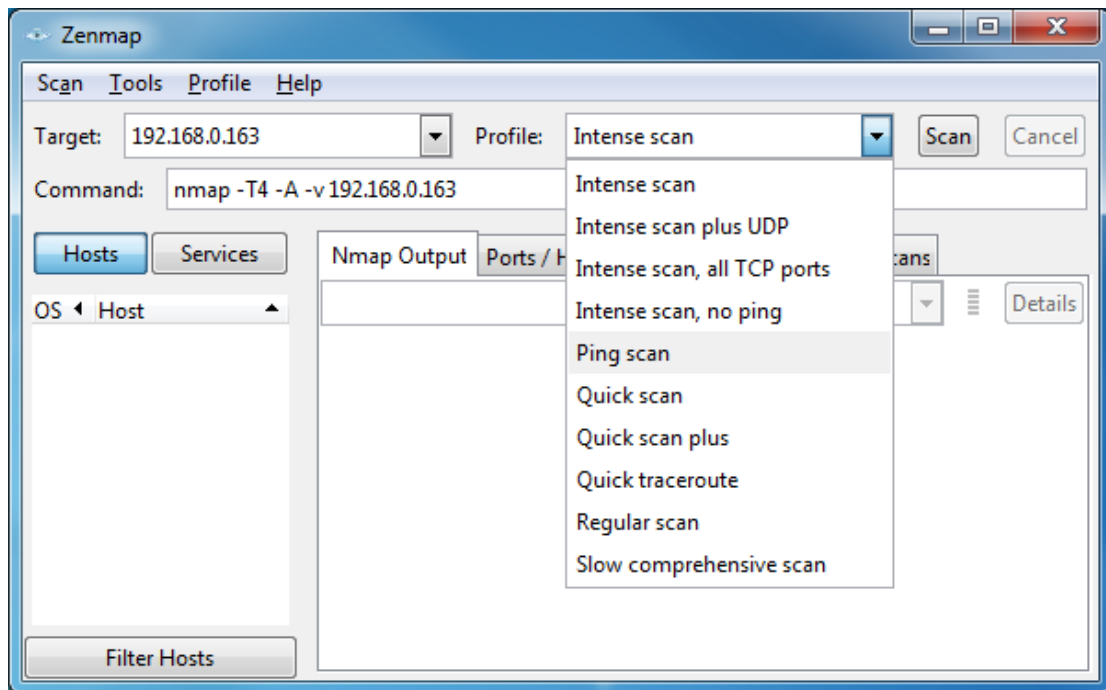 Zenmap
Scan Tools Profile Help
Target: 192.168.0.163 Profile: Intense scan Scan Cancel
Command: nmap -T4 -A -v 192.168.0.163
Intense scan
Intense scan plus UDP
Hosts Services Nmap Output Ports / H cans
Intense scan, all TCP ports
OS Host Details
Intense scan, no ping
Ping scan
Quick scan
Quick scan plus
Quick traceroute
Regular scan
Slow comprehensive scan
Filter Hosts